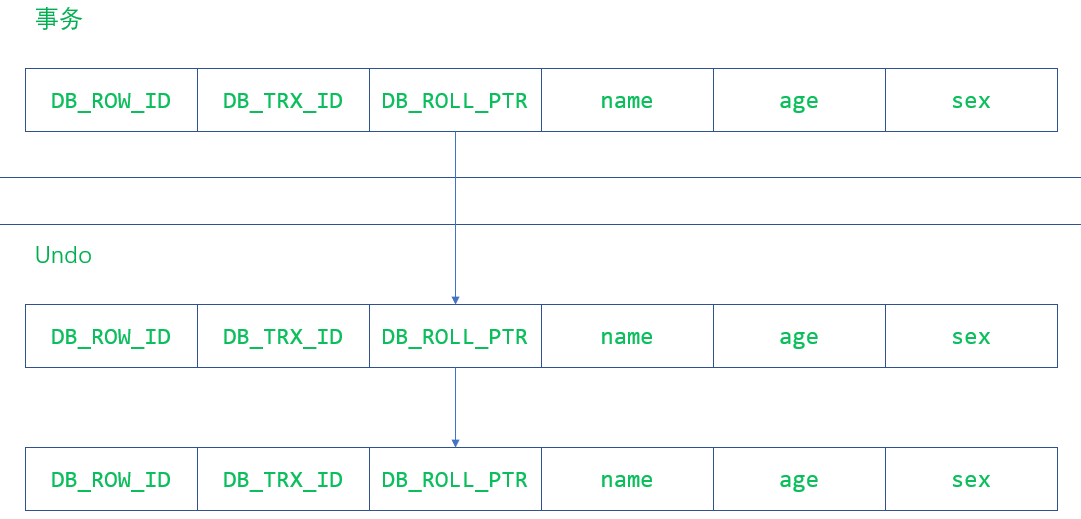 事务
DB_ROW_ID DB_TRX_ID DB_ROLL_PTR name age sex
Undo
DB_ROW_ID DB_TRX_ID DB_ROLL_PTR name age sex
DB_ROW_ID DB_TRX_ID DB_ROLL_PTR name age sex